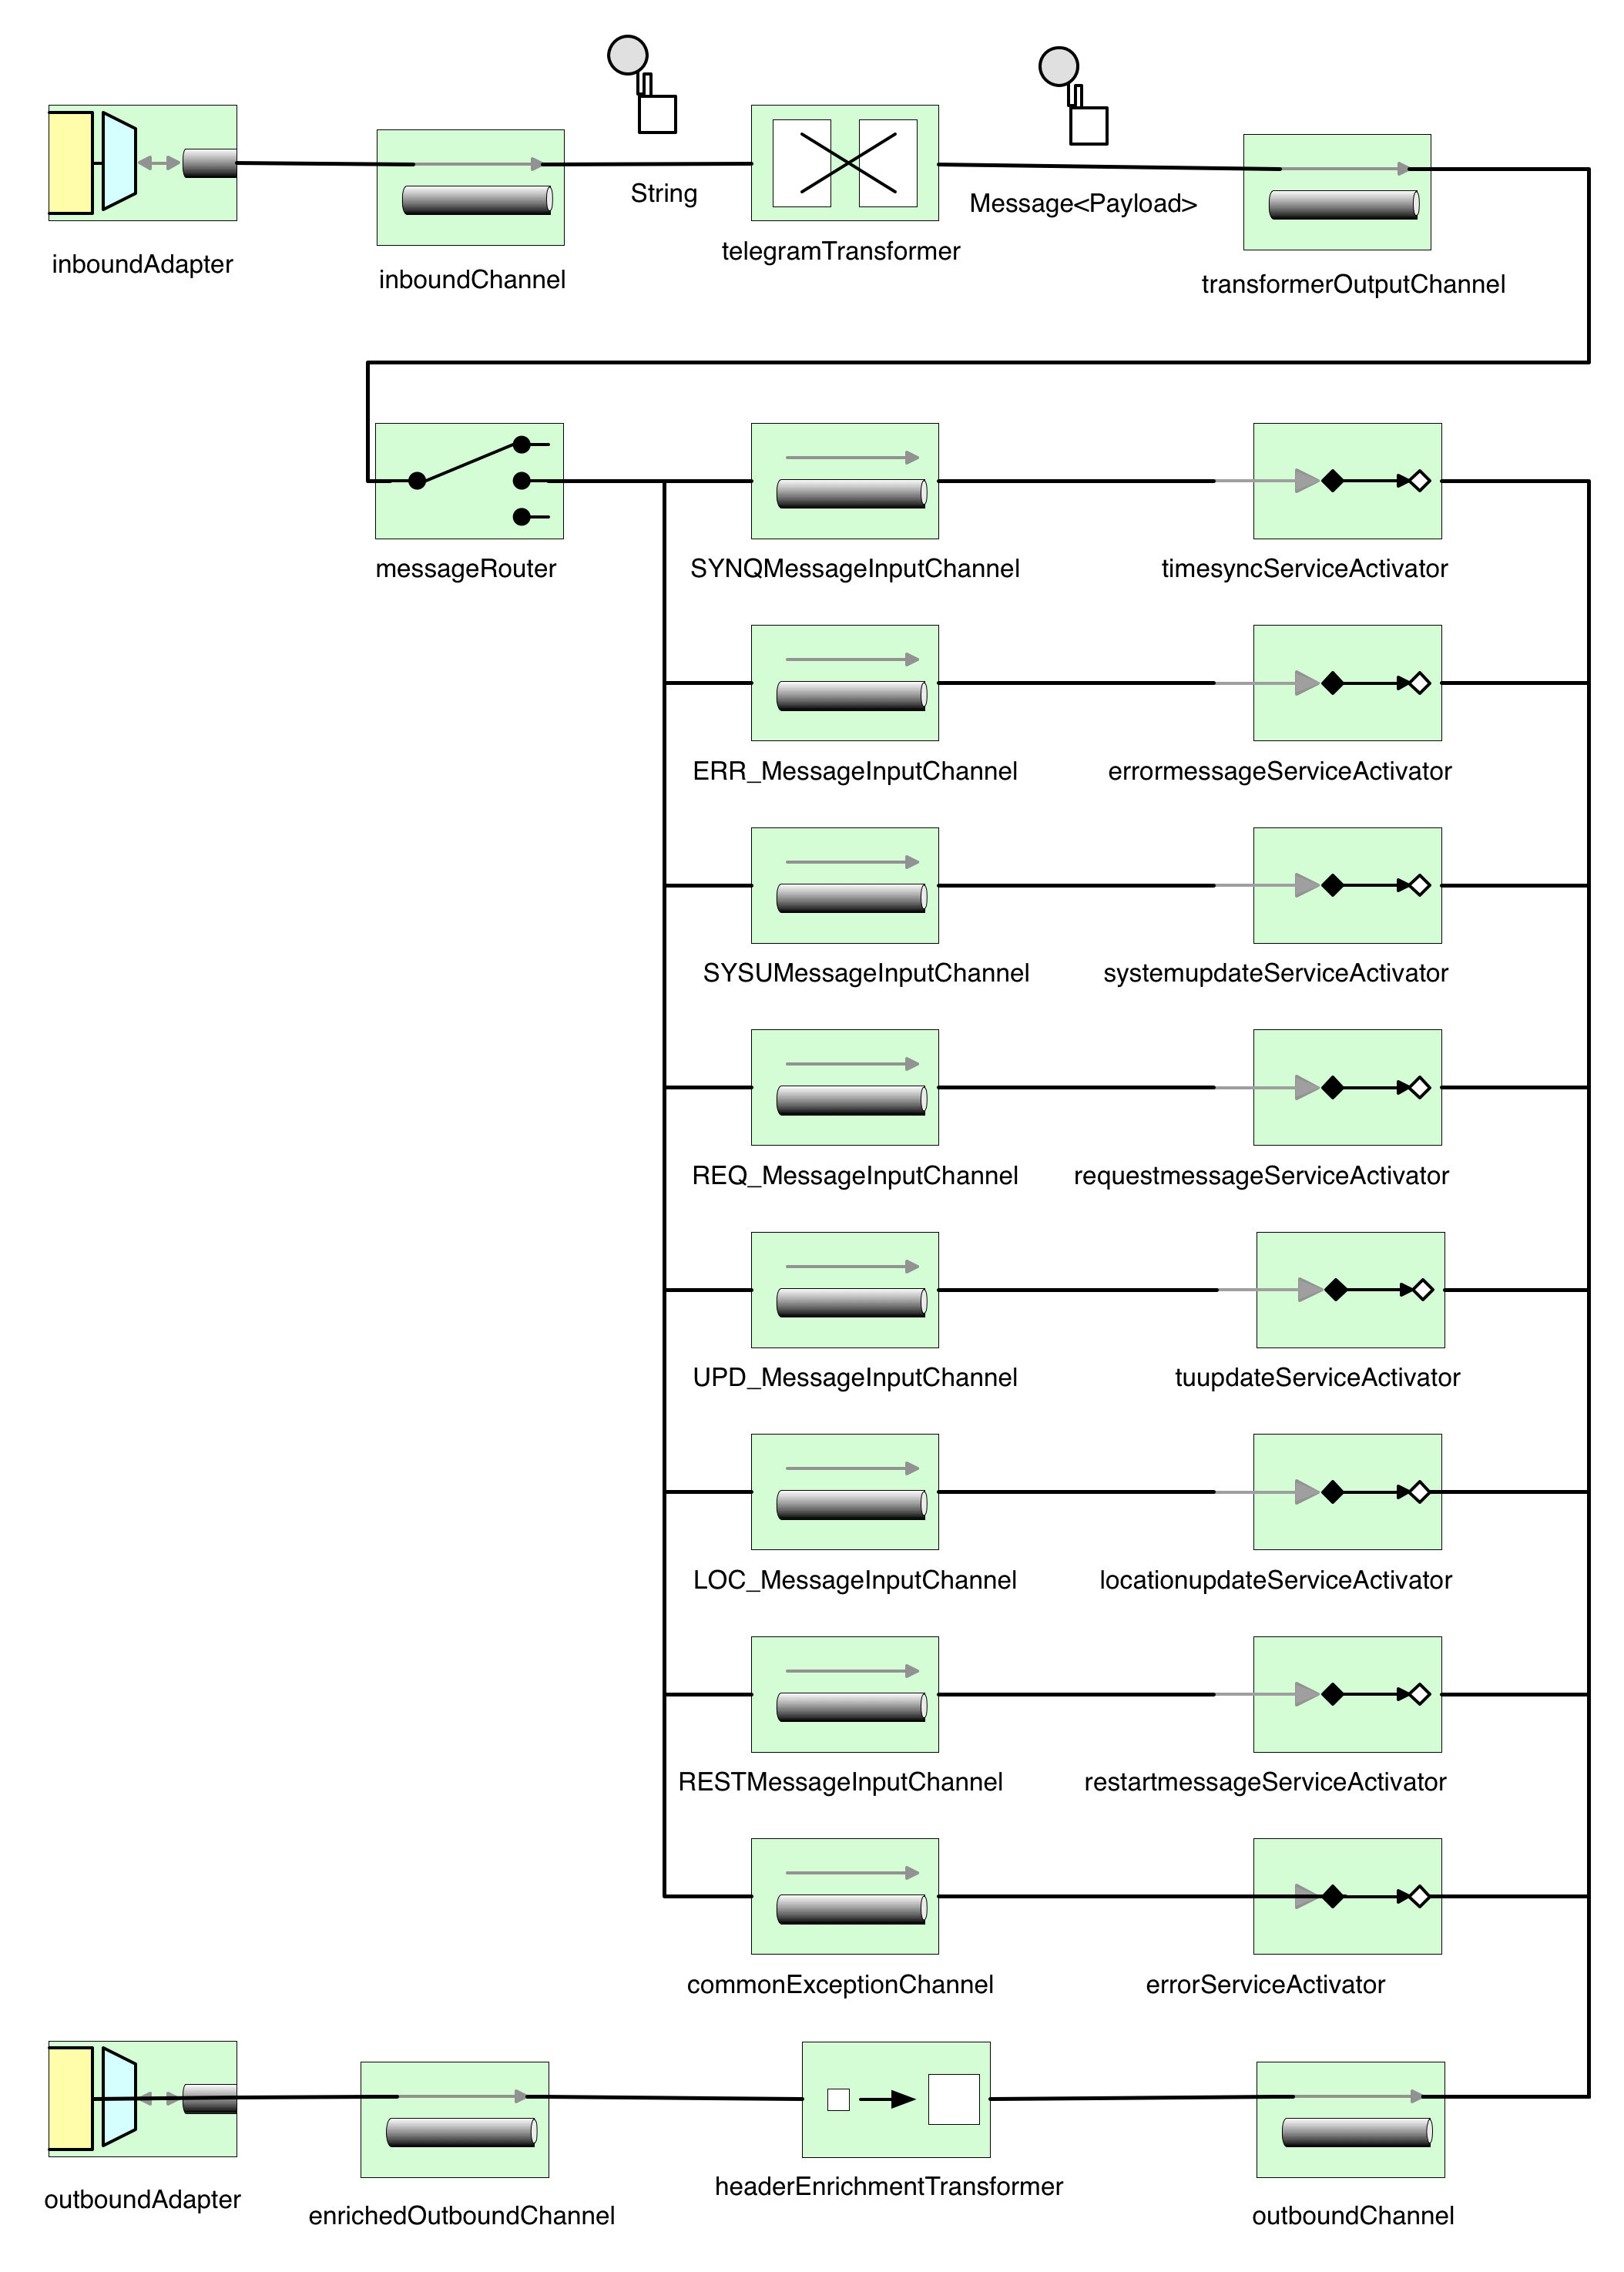 String
Message<Payload>
inboundAdapter
inboundChannel
telegramTransformer
transformerOutputChannel
messageRouter
SYNQMessageInputChannel
timesyncServiceActivator
ERR_MessageInputChannel
errormessageServiceActivator
SYSUMessageInputChannel
systemupdateServiceActivator
REQ_MessageInputChannel
requestmessageServiceActivator
UPD_MessageInputChannel
tuupdateServiceActivator
LOC_MessageInputChannel
locationupdateServiceActivator
RESTMessageInputChannel
restartmessageServiceActivator
commonExceptionChannel
errorServiceActivator
outboundAdapter
enrichedOutboundChannel
headerEnrichmentTransformer
outboundChannel